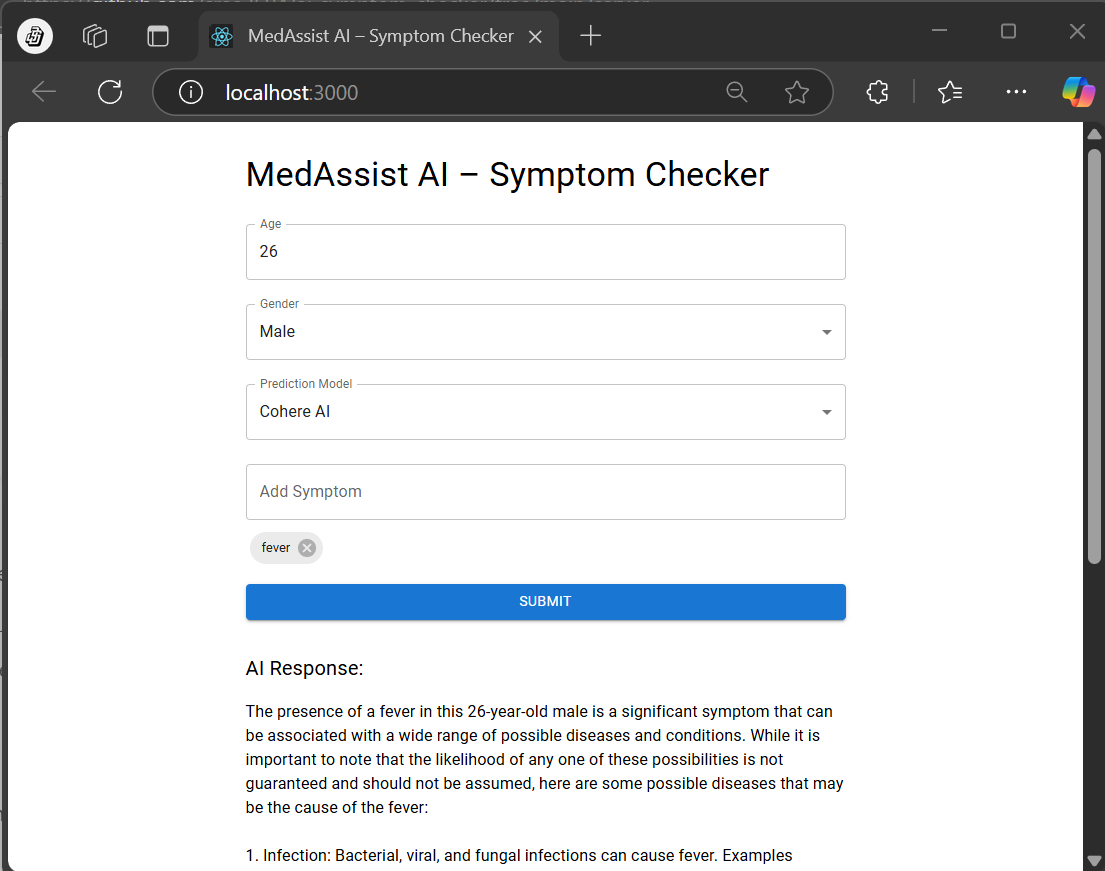 MedAssist AI – Symptom Checker
localhost:3000
MedAssist AI – Symptom Checker
Age
26
Gender
Male
Prediction Model
Cohere AI
Add Symptom
fever
SUBMIT
AI Response:
The presence of a fever in this 26-year-old male is a significant symptom that can
be associated with a wide range of possible diseases and conditions. While it is
important to note that the likelihood of any one of these possibilities is not
guaranteed and should not be assumed, here are some possible diseases that may
be the cause of the fever:
1. Infection: Bacterial, viral, and fungal infections can cause fever. Examples